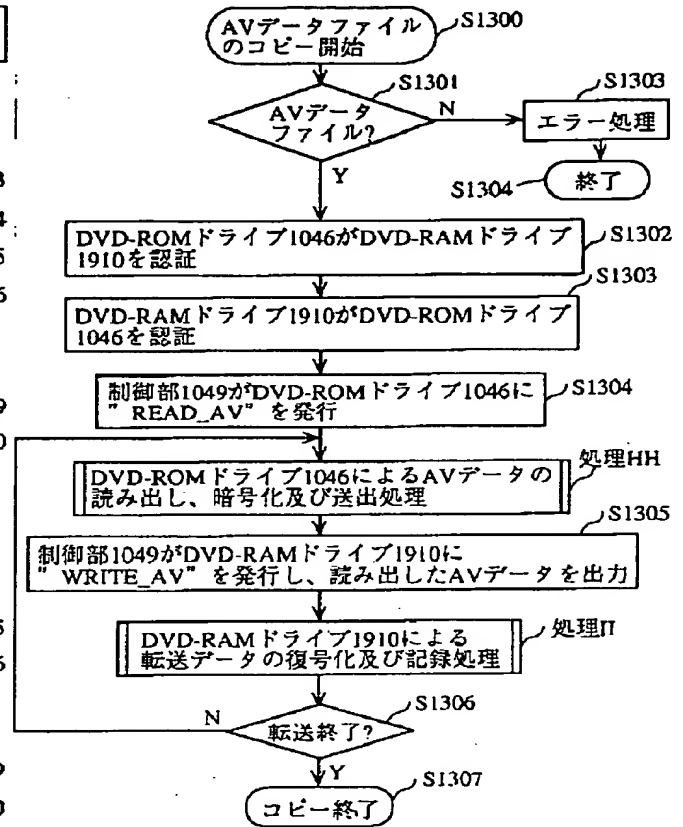 AVデータファイル
のコピー開始
S1300
S1301
AVデータ
ファイル?
N
S1303
エラー処理
S1304
終了
Y
DVD-ROMドライブ1046がDVD-RAMドライブ
1910を認証
S1302
S1303
DVD-RAMドライブ1910がDVD-ROMドライブ
1046を認証
制御部1049がDVD-ROMドライブ1046に
"READ_AV"を発行
S1304
DVD-ROMドライブ1046によるAVデータの
読み出し、暗号化及び送出処理
処理HH
S1305
制御部1049がDVD-RAMドライブ1910に
"WRITE_AV"を発行し、読み出したAVデータを出力
DVD-RAMドライブ1910による
転送データの復号化及び記録処理
処理II
S1306
N
転送終了?
Y
S1307
コピー終了